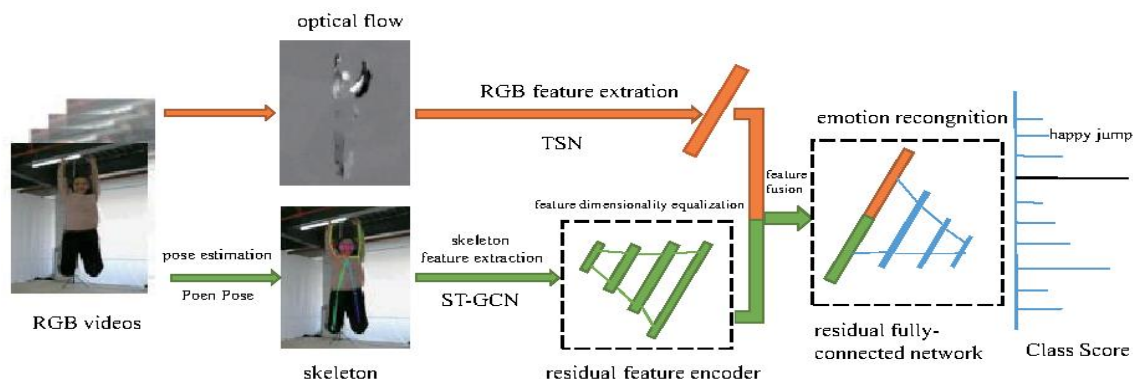 optical flow
RGB feature extration
TSN
emotion recongnition
happy jump
feature
fusion
feature dimensionality equalization
pose estimation
Poen Pose
skeleton
feature extraction
ST-GCN
RGB videos
skeleton
residual feature encoder
residual fully-
connected network
Class Score